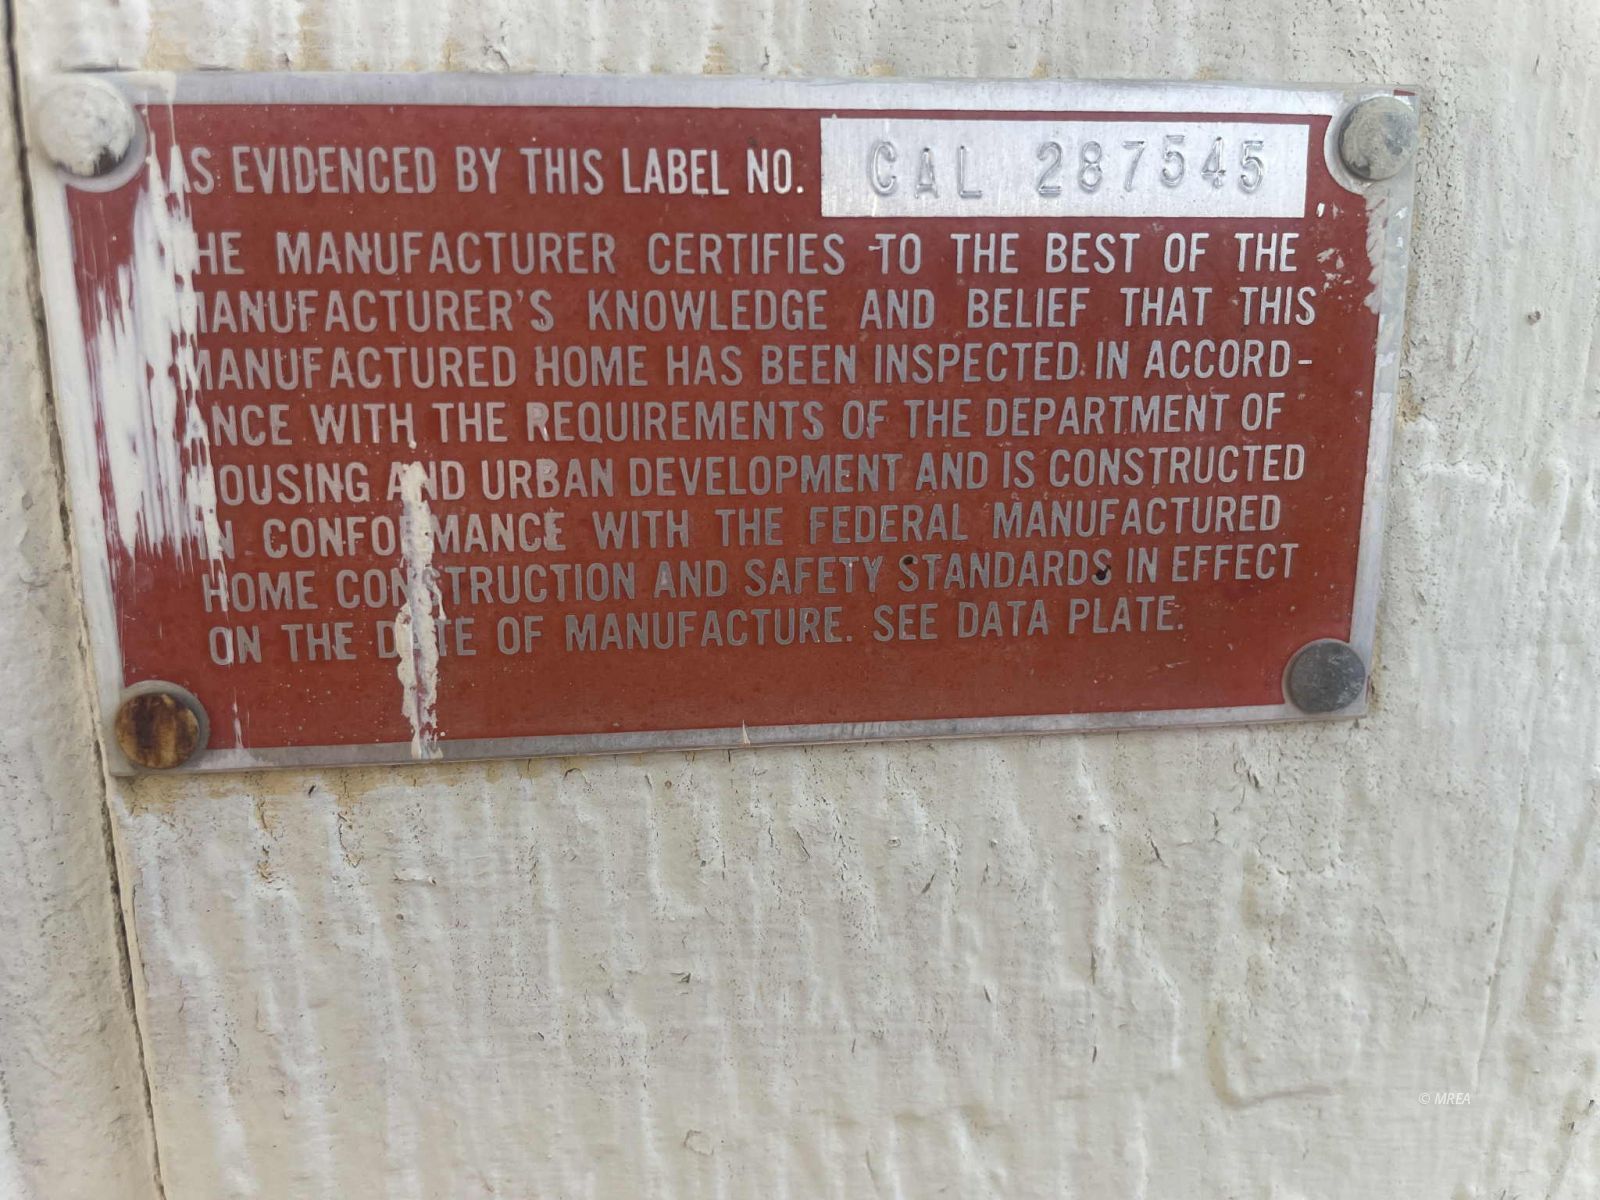 AS EVIDENCED BY THIS LABEL NO. CAL 287545
THE MANUFACTURER CERTIFIES TO THE BEST OF THE
MANUFACTURER'S KNOWLEDGE AND BELIEF THAT THIS
MANUFACTURED HOME HAS BEEN INSPECTED IN ACCORD-
ANCE WITH THE REQUIREMENTS OF THE DEPARTMENT OF
HOUSING AND URBAN DEVELOPMENT AND IS CONSTRUCTED
IN CONFORMANCE WITH THE FEDERAL MANUFACTURED
HOME CONSTRUCTION AND SAFETY STANDARDS IN EFFECT
ON THE DATE OF MANUFACTURE. SEE DATA PLATE.
© MREA